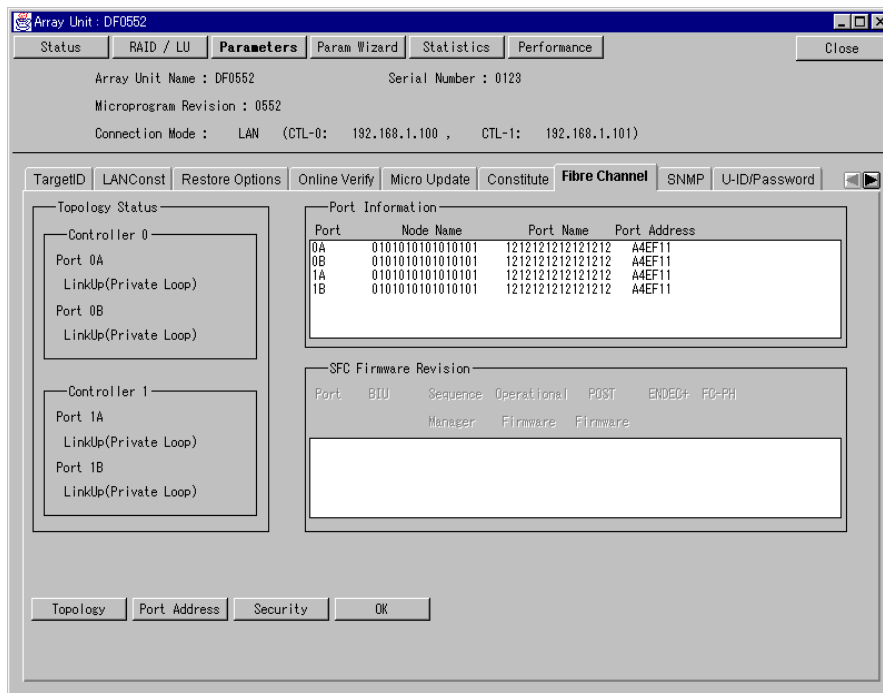 Array Unit : DF0552
Status RAID / LU Parameters Param Wizard Statistics Performance Close
Array Unit Name : DF0552 Serial Number : 0123
Microprogram Revision : 0552
Connection Mode : LAN (CTL-0: 192.168.1.100 , CTL-1: 192.168.1.101)
TargetID LANConst Restore Options Online Verify Micro Update Constitute Fibre Channel SNMP U-ID/Password
Topology Status
Controller 0
Port 0A
LinkUp(Private Loop)
Port 0B
LinkUp(Private Loop)
Controller 1
Port 1A
LinkUp(Private Loop)
Port 1B
LinkUp(Private Loop)
Port Information
Port Node Name Port Name Port Address
0A 0101010101010101 1212121212121212 A4EF11
0B 0101010101010101 1212121212121212 A4EF11
1A 0101010101010101 1212121212121212 A4EF11
1B 0101010101010101 1212121212121212 A4EF11
SFC Firmware Revision
Port BIU Sequence Operational POST ENDEC+ FC-PH
Manager Firmware Firmware
Topology Port Address Security OK